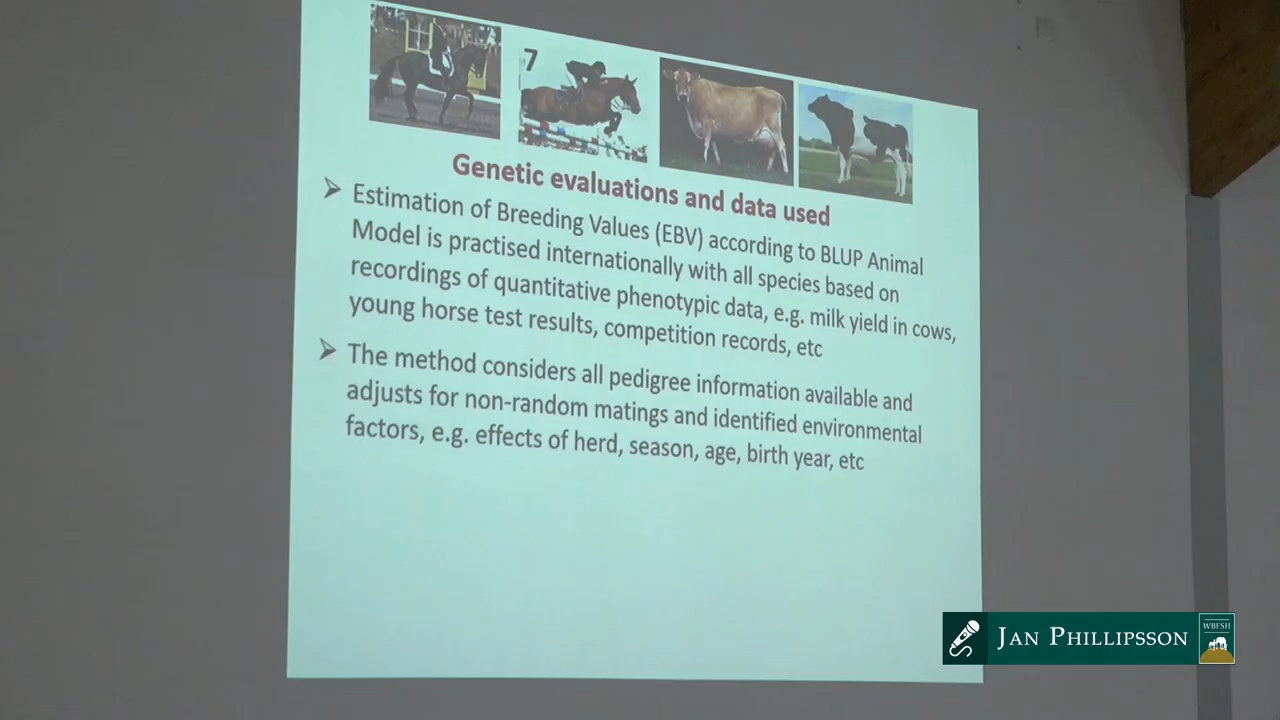 7
Genetic evaluations and data used
➢ Estimation of Breeding Values (EBV) according to BLUP Animal
Model is practised internationally with all species based on
recordings of quantitative phenotypic data, e.g. milk yield in cows,
young horse test results, competition records, etc
➢ The method considers all pedigree information available and
adjusts for non-random matings and identified environmental
factors, e.g. effects of herd, season, age, birth year, etc
JAN PHILLIPSSON
WBFSH